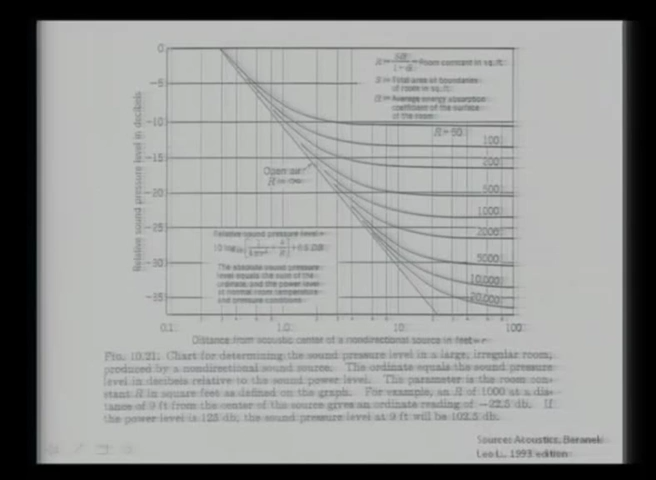 0
-5
-10
-15
-20
-25
-30
-35
Relative sound pressure level in decibels
= Room constant in sq. ft.
S = Total area of boundaries
of room in sq. ft.
= Average energy absorption
coefficient of the surface
of the room
R = 50
100
200
500
1000
2000
5000
10,000
20,000
Open air
R = ∞
Relative sound pressure level =
The absolute sound pressure
level equals the sum of the
ordinate, and the power level
at normal room temperature
and pressure conditions
0.1 1.0 10 100
Distance from acoustic center of a nondirectional source in feet = r
Fig. 10.21. Chart for determining the sound pressure level in a large, irregular room,
produced by a nondirectional sound source. The ordinate equals the sound pressure
level in decibels relative to the sound power level. The parameter is the room con-
stant R in square feet as defined on the graph. For example, an R of 1000 at a dis-
tance of 9 ft from the center of the source gives an ordinate reading of −22.5 db. If
the power level is 125 db, the sound pressure level at 9 ft will be 102.5 db.
Source: Acoustics, Beranek
Leo L., 1993 edition